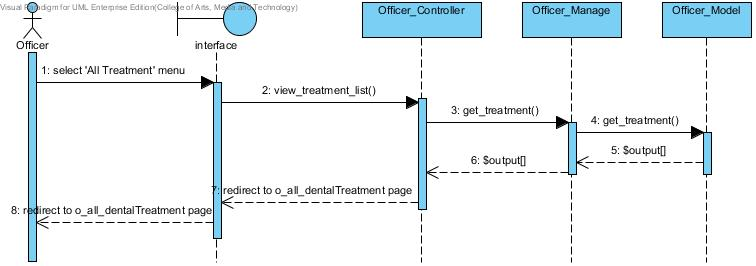 Visual Paradigm for UML Enterprise Edition(College of Arts, Media and Technology)
Officer_Controller
Officer_Manage
Officer_Model
Officer
interface
1: select 'All Treatment' menu
2: view_treatment_list()
3: get_treatment()
4: get_treatment()
5: $output[]
6: $output[]
7: redirect to o_all_dentalTreatment page
8: redirect to o_all_dentalTreatment page